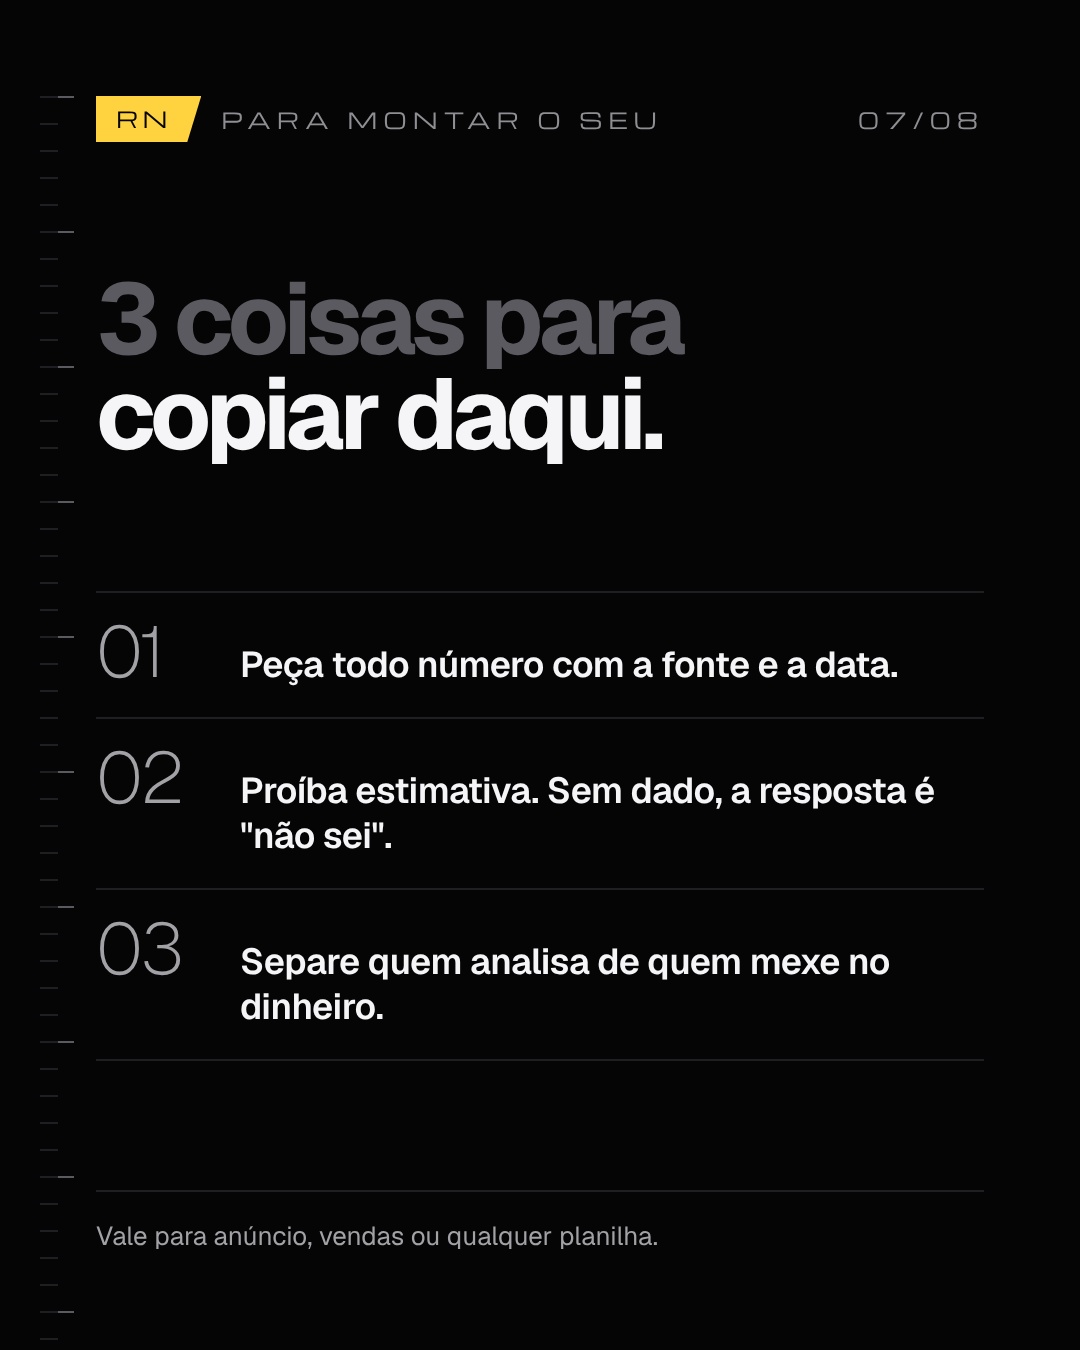 RN PARA MONTAR O SEU 07/08
3 coisas para
copiar daqui.
01 Peça todo número com a fonte e a data.
02 Proíba estimativa. Sem dado, a resposta é
"não sei".
03 Separe quem analisa de quem mexe no
dinheiro.
Vale para anúncio, vendas ou qualquer planilha.